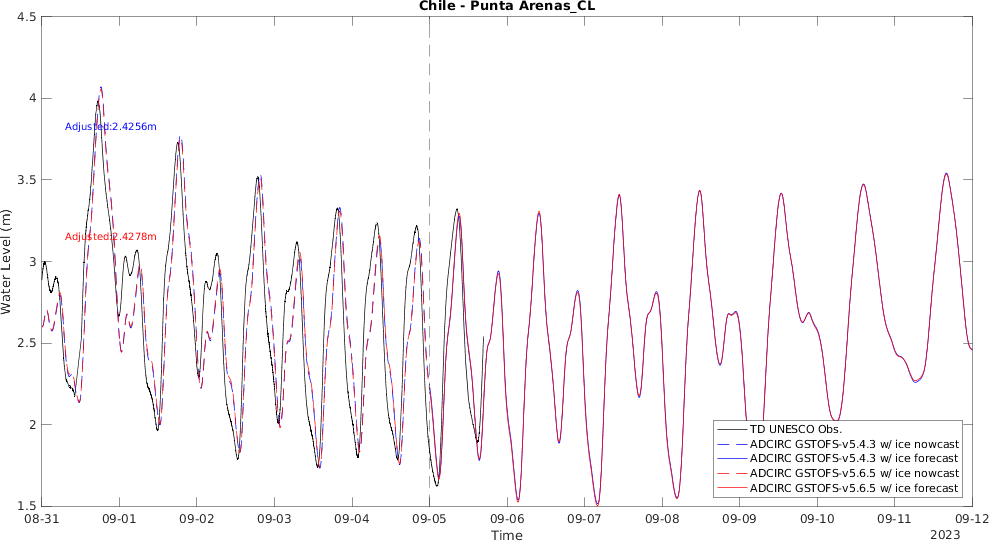 Chile - Punta Arenas_CL
4.5
4
3.5
3
2.5
2
1.5
Water Level (m)
Adjusted:2.4256m
Adjusted:2.4278m
TD UNESCO Obs.
ADCIRC GSTOFS-v5.4.3 w/ ice nowcast
ADCIRC GSTOFS-v5.4.3 w/ ice forecast
ADCIRC GSTOFS-v5.6.5 w/ ice nowcast
ADCIRC GSTOFS-v5.6.5 w/ ice forecast
08-31 09-01 09-02 09-03 09-04 09-05 09-06 09-07 09-08 09-09 09-10 09-11 09-12
Time
2023